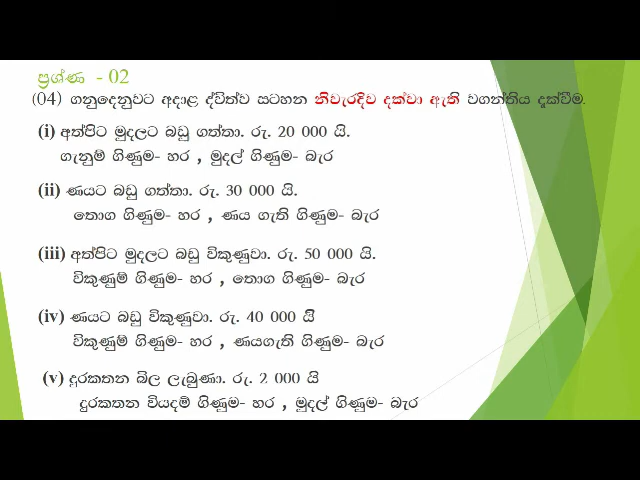 ප්‍රශ්ණ - 02
(04) ගනුදෙනුවට අදාළ ද්විත්ව සටහන නිවැරදිව දක්වා ඇති වගන්තිය දැක්වීම.
(i) අත්පිට මුදලට බඩු ගත්තා. රු. 20 000 යි.
ගැනුම් ගිණුම- හර , මුදල් ගිණුම- බැර
(ii) ණයට බඩු ගත්තා. රු. 30 000 යි.
තොග ගිණුම- හර , ණය ගැති ගිණුම- බැර
(iii) අත්පිට මුදලට බඩු විකුණුවා. රු. 50 000 යි.
විකුණුම් ගිණුම- හර , තොග ගිණුම- බැර
(iv) ණයට බඩු විකුණුවා. රු. 40 000 යි
විකුණුම් ගිණුම- හර , ණයගැති ගිණුම- බැර
(v) දුරකතන බිල ලැබුණා. රු. 2 000 යි
දුරකතන වියදම් ගිණුම- හර , මුදල් ගිණුම- බැර